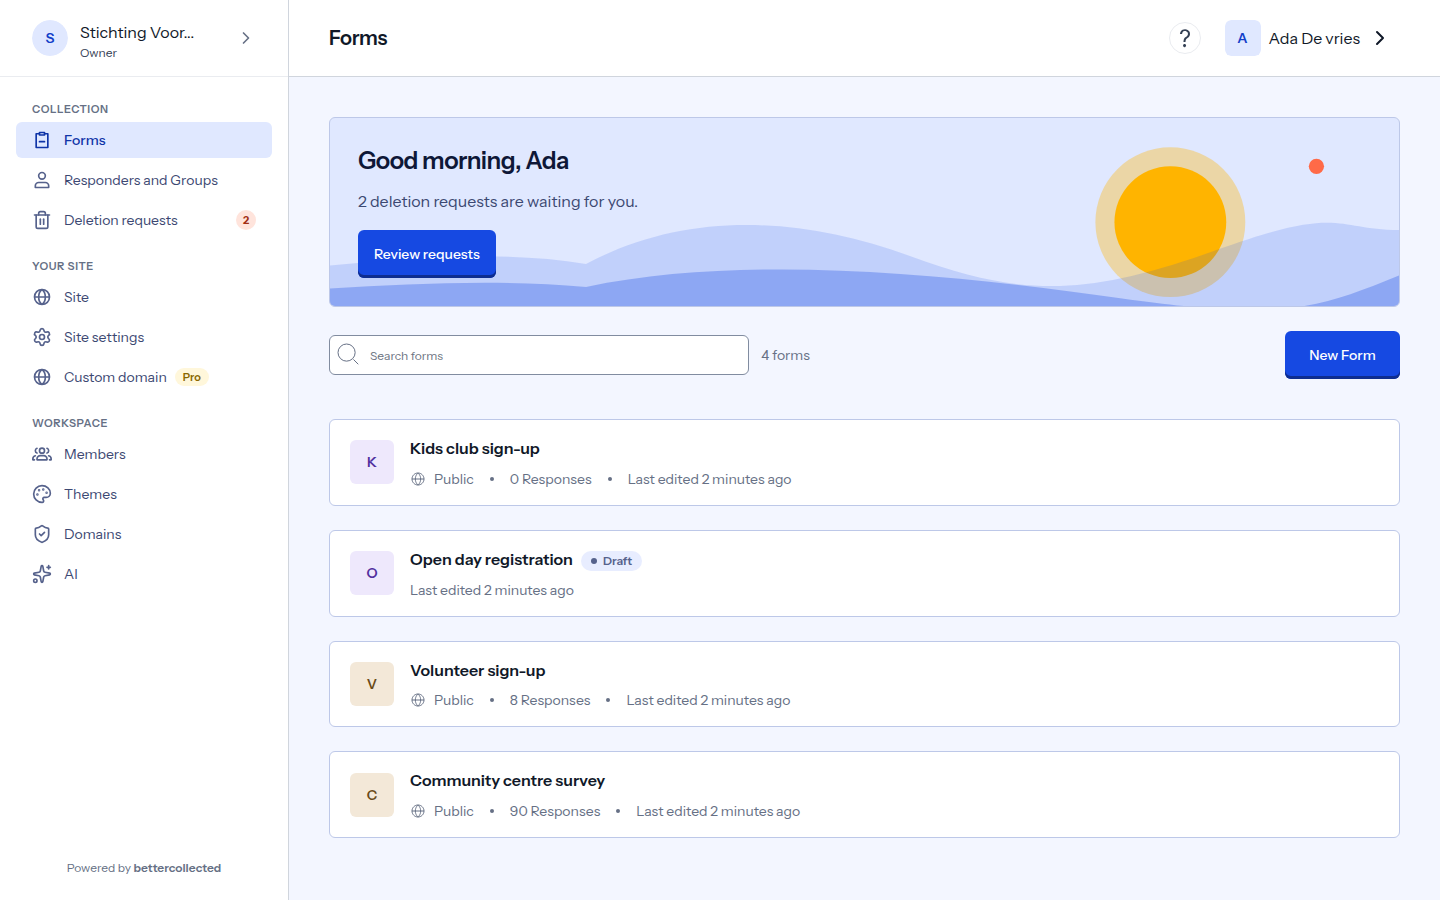 S
Stichting Voor...
Owner
COLLECTION
Forms
Responders and Groups
Deletion requests
2
YOUR SITE
Site
Site settings
Custom domain
Pro
WORKSPACE
Members
Themes
Domains
AI
Powered by bettercollected
Forms
?
A
Ada De vries
Good morning, Ada
2 deletion requests are waiting for you.
Review requests
Search forms
4 forms
New Form
K
Kids club sign-up
Public • 0 Responses • Last edited 2 minutes ago
O
Open day registration
Draft
Last edited 2 minutes ago
V
Volunteer sign-up
Public • 8 Responses • Last edited 2 minutes ago
C
Community centre survey
Public • 90 Responses • Last edited 2 minutes ago